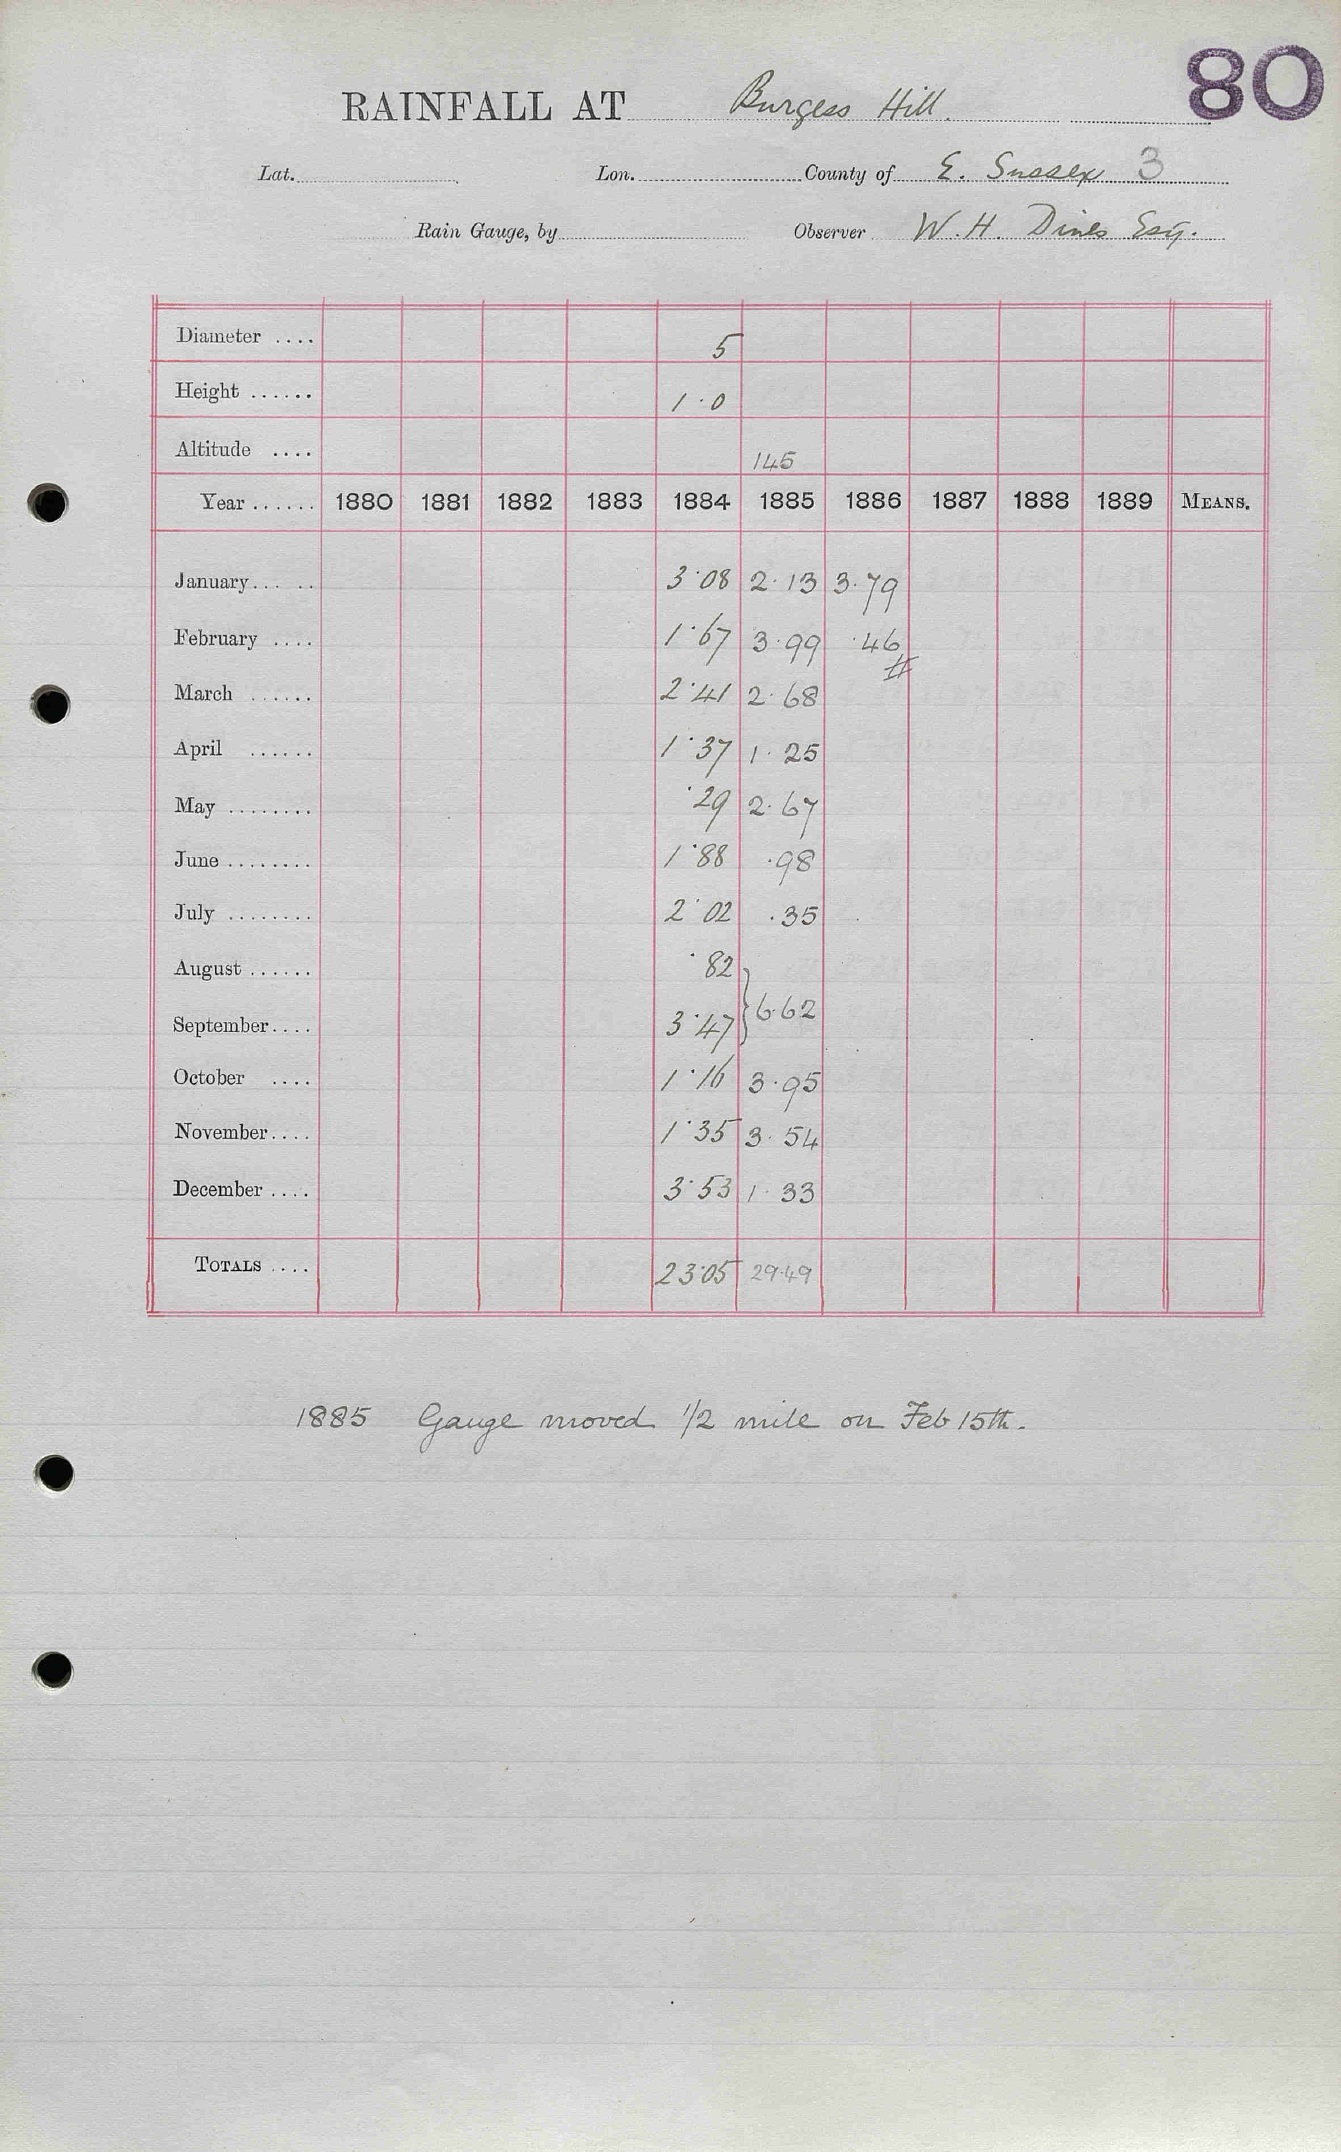 80
RAINFALL AT Burgess Hill.
Lat. Lon. County of E. Sussex 3
Rain Gauge, by Observer W. H. Dines Esq.
Diameter .... 5
Height ...... 1·0
Altitude .... 145
Year ...... 1880 1881 1882 1883 1884 1885 1886 1887 1888 1889 MEANS.
January... .. 3·08 2·13 3·79
February .... 1·67 3·99 ·46
March ...... 2·41 2·68
April ...... 1·37 1·25
May ........ ·29 2·67
June ........ 1·88 ·98
July ........ 2·02 ·35
August ...... ·82
} 6·62
September.... 3·47
October .... 1·16 3·95
November.... 1·35 3·54
December .... 3·53 1·33
TOTALS .... 23·05 29·49
1885 Gauge moved 1/2 mile on Feb 15th.